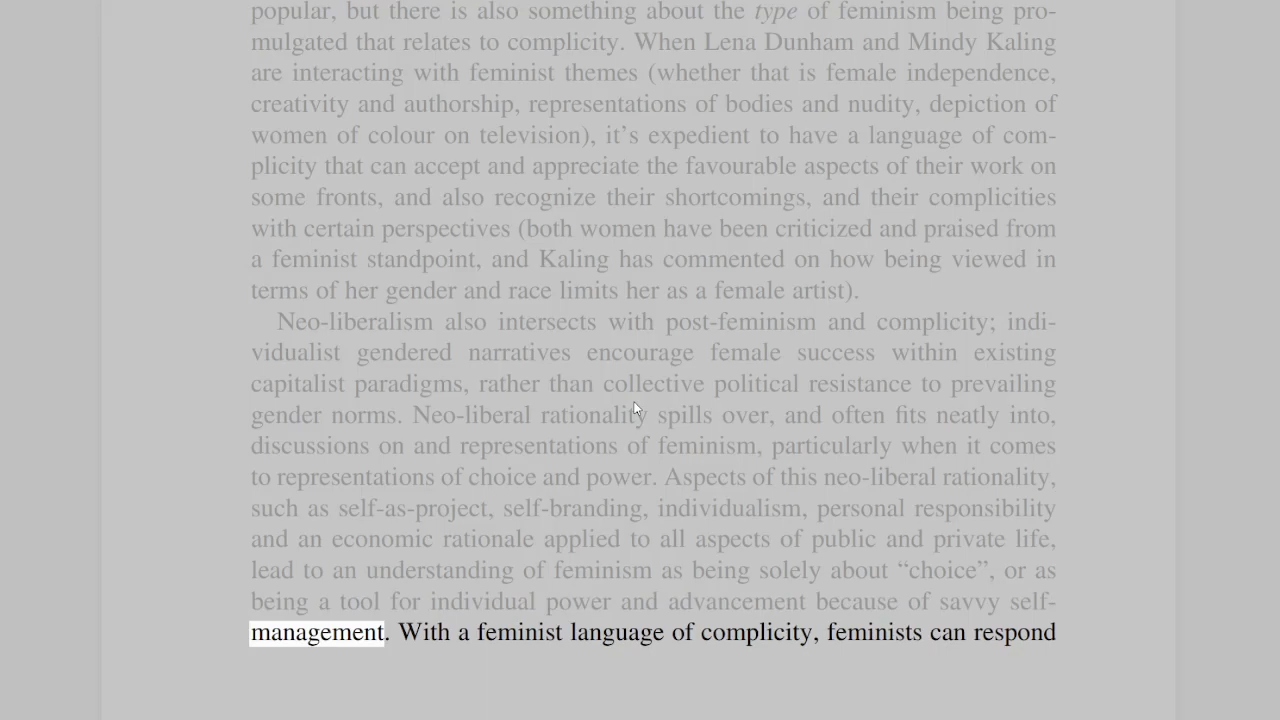 popular, but there is also something about the type of feminism being pro-
mulgated that relates to complicity. When Lena Dunham and Mindy Kaling
are interacting with feminist themes (whether that is female independence,
creativity and authorship, representations of bodies and nudity, depiction of
women of colour on television), it's expedient to have a language of com-
plicity that can accept and appreciate the favourable aspects of their work on
some fronts, and also recognize their shortcomings, and their complicities
with certain perspectives (both women have been criticized and praised from
a feminist standpoint, and Kaling has commented on how being viewed in
terms of her gender and race limits her as a female artist).
Neo-liberalism also intersects with post-feminism and complicity; indi-
vidualist gendered narratives encourage female success within existing
capitalist paradigms, rather than collective political resistance to prevailing
gender norms. Neo-liberal rationality spills over, and often fits neatly into,
discussions on and representations of feminism, particularly when it comes
to representations of choice and power. Aspects of this neo-liberal rationality,
such as self-as-project, self-branding, individualism, personal responsibility
and an economic rationale applied to all aspects of public and private life,
lead to an understanding of feminism as being solely about “choice”, or as
being a tool for individual power and advancement because of savvy self-
management. With a feminist language of complicity, feminists can respond